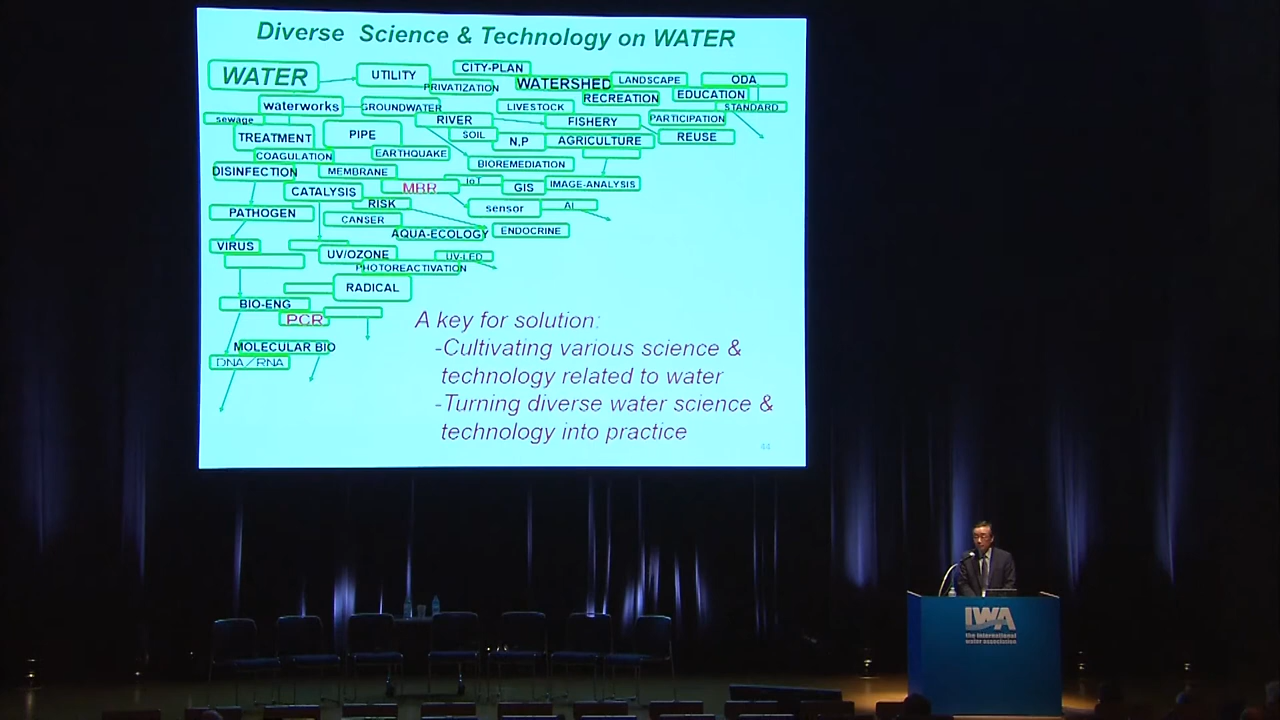 Diverse Science & Technology on WATER
WATER
UTILITY
CITY-PLAN
PRIVATIZATION
WATERSHED
LANDSCAPE
ODA
RECREATION
EDUCATION
STANDARD
waterworks
GROUNDWATER
LIVESTOCK
PARTICIPATION
sewage
RIVER
FISHERY
TREATMENT
PIPE
SOIL
N,P
AGRICULTURE
REUSE
COAGULATION
EARTHQUAKE
BIOREMEDIATION
DISINFECTION
MEMBRANE
CATALYSIS
MBR
IoT
GIS
IMAGE-ANALYSIS
RISK
sensor
AI
PATHOGEN
CANSER
AQUA-ECOLOGY
ENDOCRINE
VIRUS
UV/OZONE
UV-LED
PHOTOREACTIVATION
RADICAL
BIO-ENG
PCR
MOLECULAR BIO
DNA／RNA
A key for solution:
-Cultivating various science &
technology related to water
-Turning diverse water science &
technology into practice
44
IWA
the international
water association